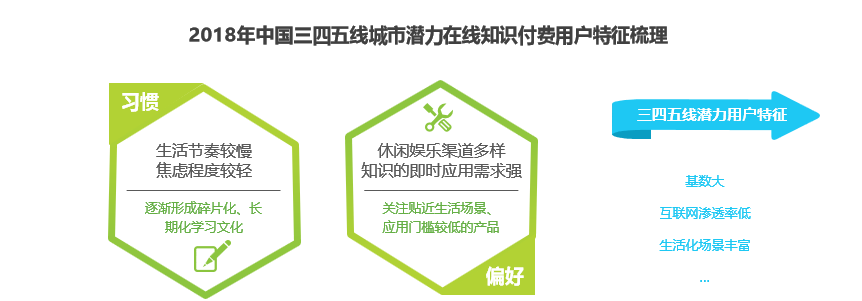 2018年中国三四五线城市潜力在线知识付费用户特征梳理
习惯
生活节奏较慢
焦虑程度较轻
逐渐形成碎片化、长
期化学习文化
休闲娱乐渠道多样
知识的即时应用需求强
关注贴近生活场景、
应用门槛较低的产品
偏好
三四五线潜力用户特征
基数大
互联网渗透率低
生活化场景丰富
...